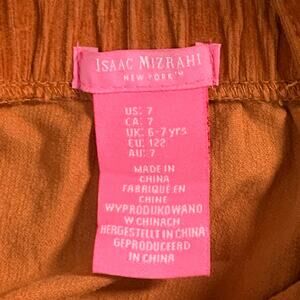 ISAAC MIZRAHI
NEW YORK™
US: 7
CA: 7
UK: 6-7 yrs
EU: 122
AU: 7
MADE IN
CHINA
FABRIQUÉ EN
CHINE
WYPRODUKOWANO
W CHINACH
HERGESTELLT IN CHINA
GEPRODUCEERD
IN CHINA